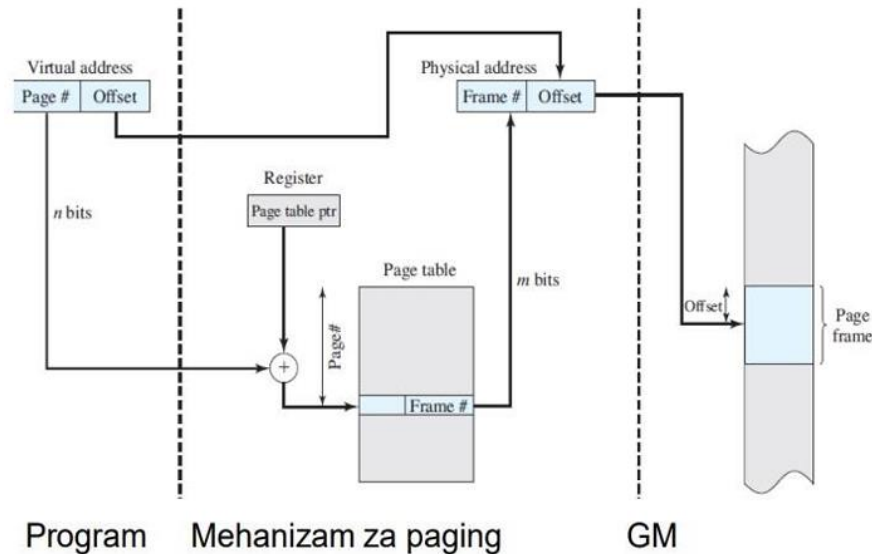 Virtual address
Page # Offset
n bits
Register
Page table ptr
+
Page table
Page#
Frame #
m bits
Physical address
Frame # Offset
Offset
Page
frame
Program
Mehanizam za paging
GM